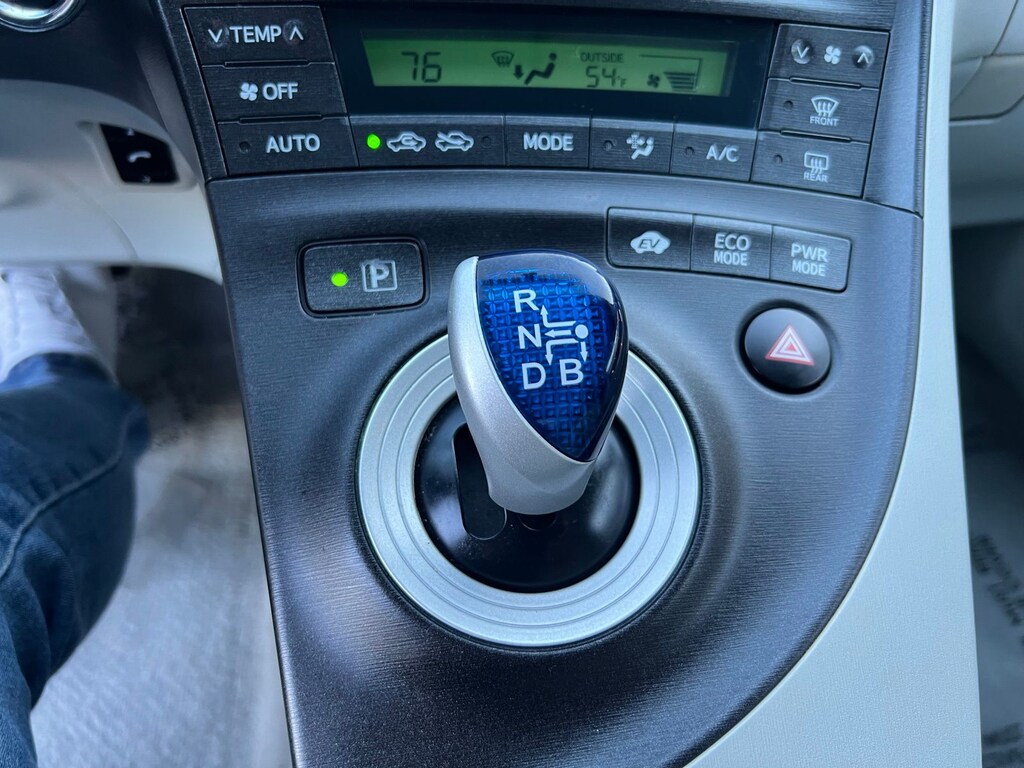 TEMP
76 OUTSIDE 54°F
OFF
FRONT
AUTO MODE A/C
REAR
P
EV ECO MODE PWR MODE
R
N
D B